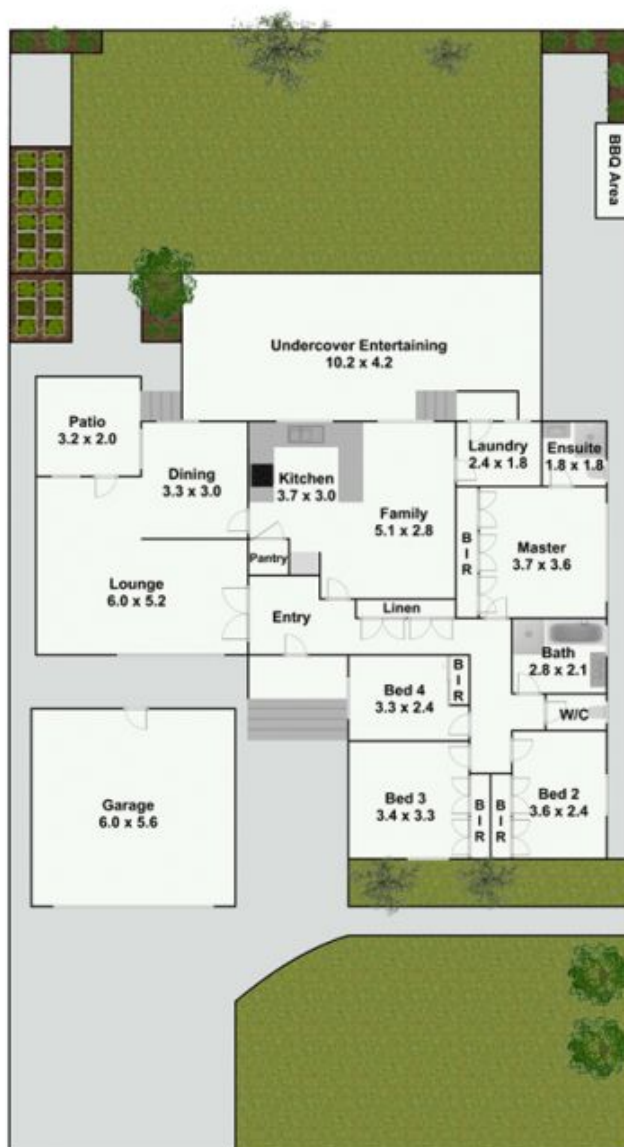 BBQ Area
Undercover Entertaining
10.2 x 4.2
Patio
3.2 x 2.0
Dining
3.3 x 3.0
Kitchen
3.7 x 3.0
Family
5.1 x 2.8
Laundry
2.4 x 1.8
Ensuite
1.8 x 1.8
Pantry
B
I
R
Master
3.7 x 3.6
Lounge
6.0 x 5.2
Entry
Linen
Bath
2.8 x 2.1
Bed 4
3.3 x 2.4
B
I
R
W/C
Garage
6.0 x 5.6
Bed 3
3.4 x 3.3
B
I
R
B
I
R
Bed 2
3.6 x 2.4